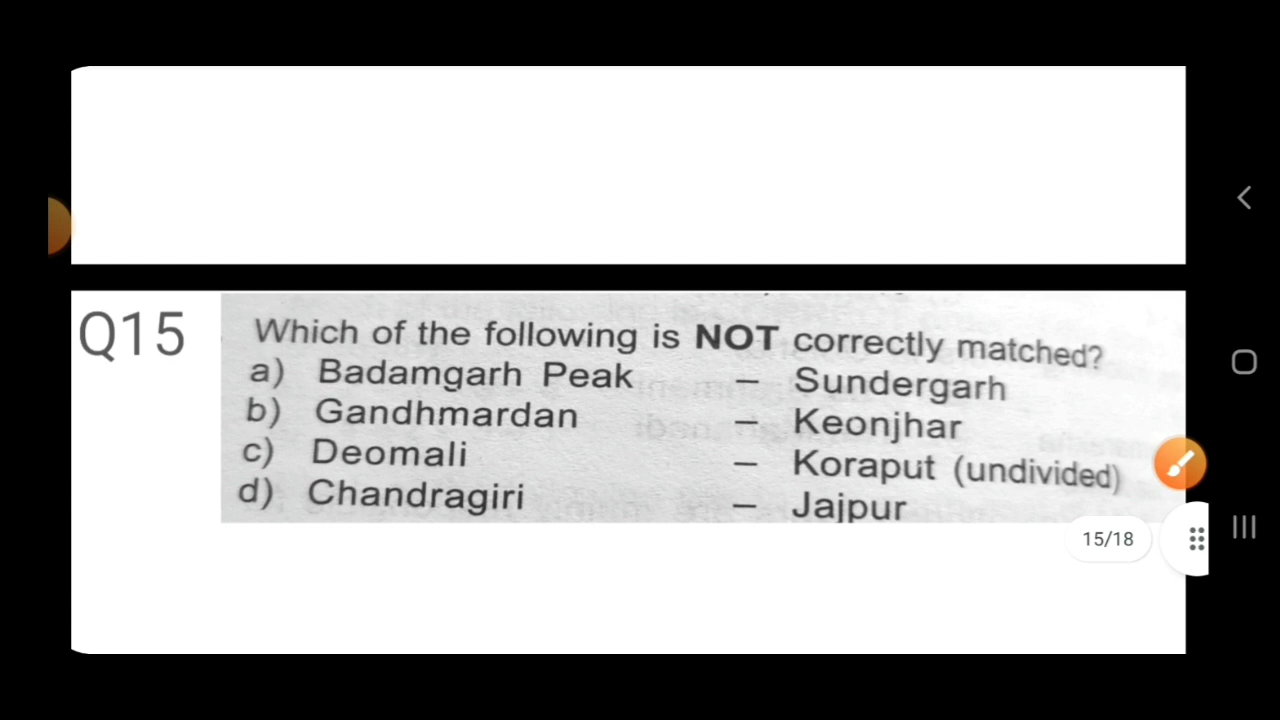 Q15
Which of the following is NOT correctly matched?
a) Badamgarh Peak – Sundergarh
b) Gandhmardan – Keonjhar
c) Deomali – Koraput (undivided)
d) Chandragiri – Jajpur
15/18